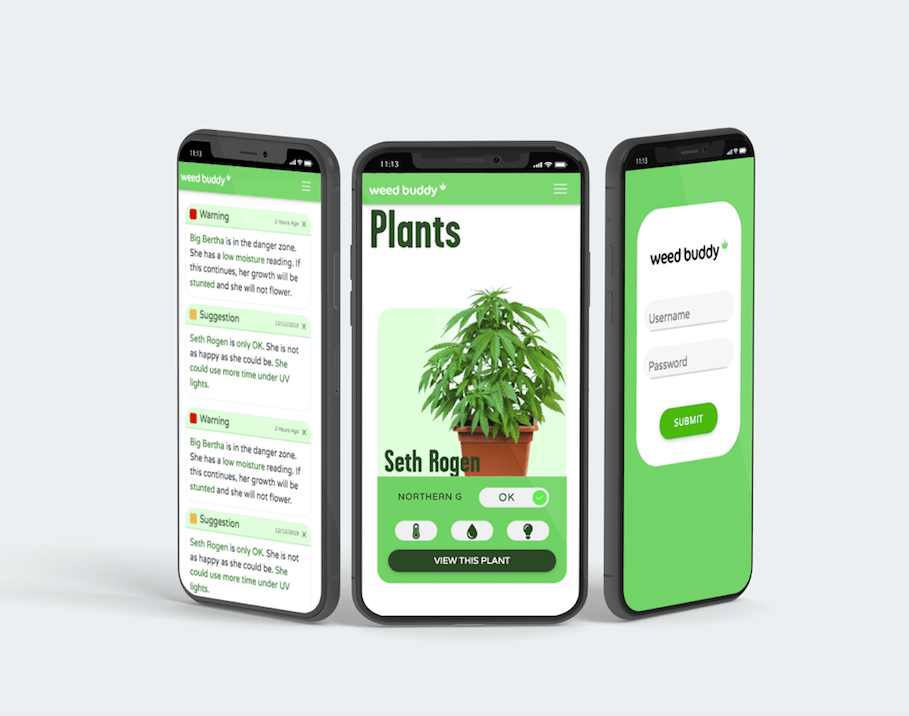 11:13
weed buddy
Warning
2 Hours Ago X
Big Bertha is in the danger zone.
She has a low moisture reading. If
this continues, her growth will be
stunted and she will not flower.
Suggestion
12/12/2019 X
Seth Rogen is only OK. She is not
as happy as she could be. She
could use more time under UV
lights.
Warning
2 Hours Ago X
Big Bertha is in the danger zone.
She has a low moisture reading. If
this continues, her growth will be
stunted and she will not flower.
Suggestion
12/12/2019 X
Seth Rogen is only OK. She is not
as happy as she could be. She
could use more time under UV
lights.
11:13
weed buddy
Plants
Seth Rogen
NORTHERN G
OK
VIEW THIS PLANT
11:13
weed buddy
Username
Password
SUBMIT